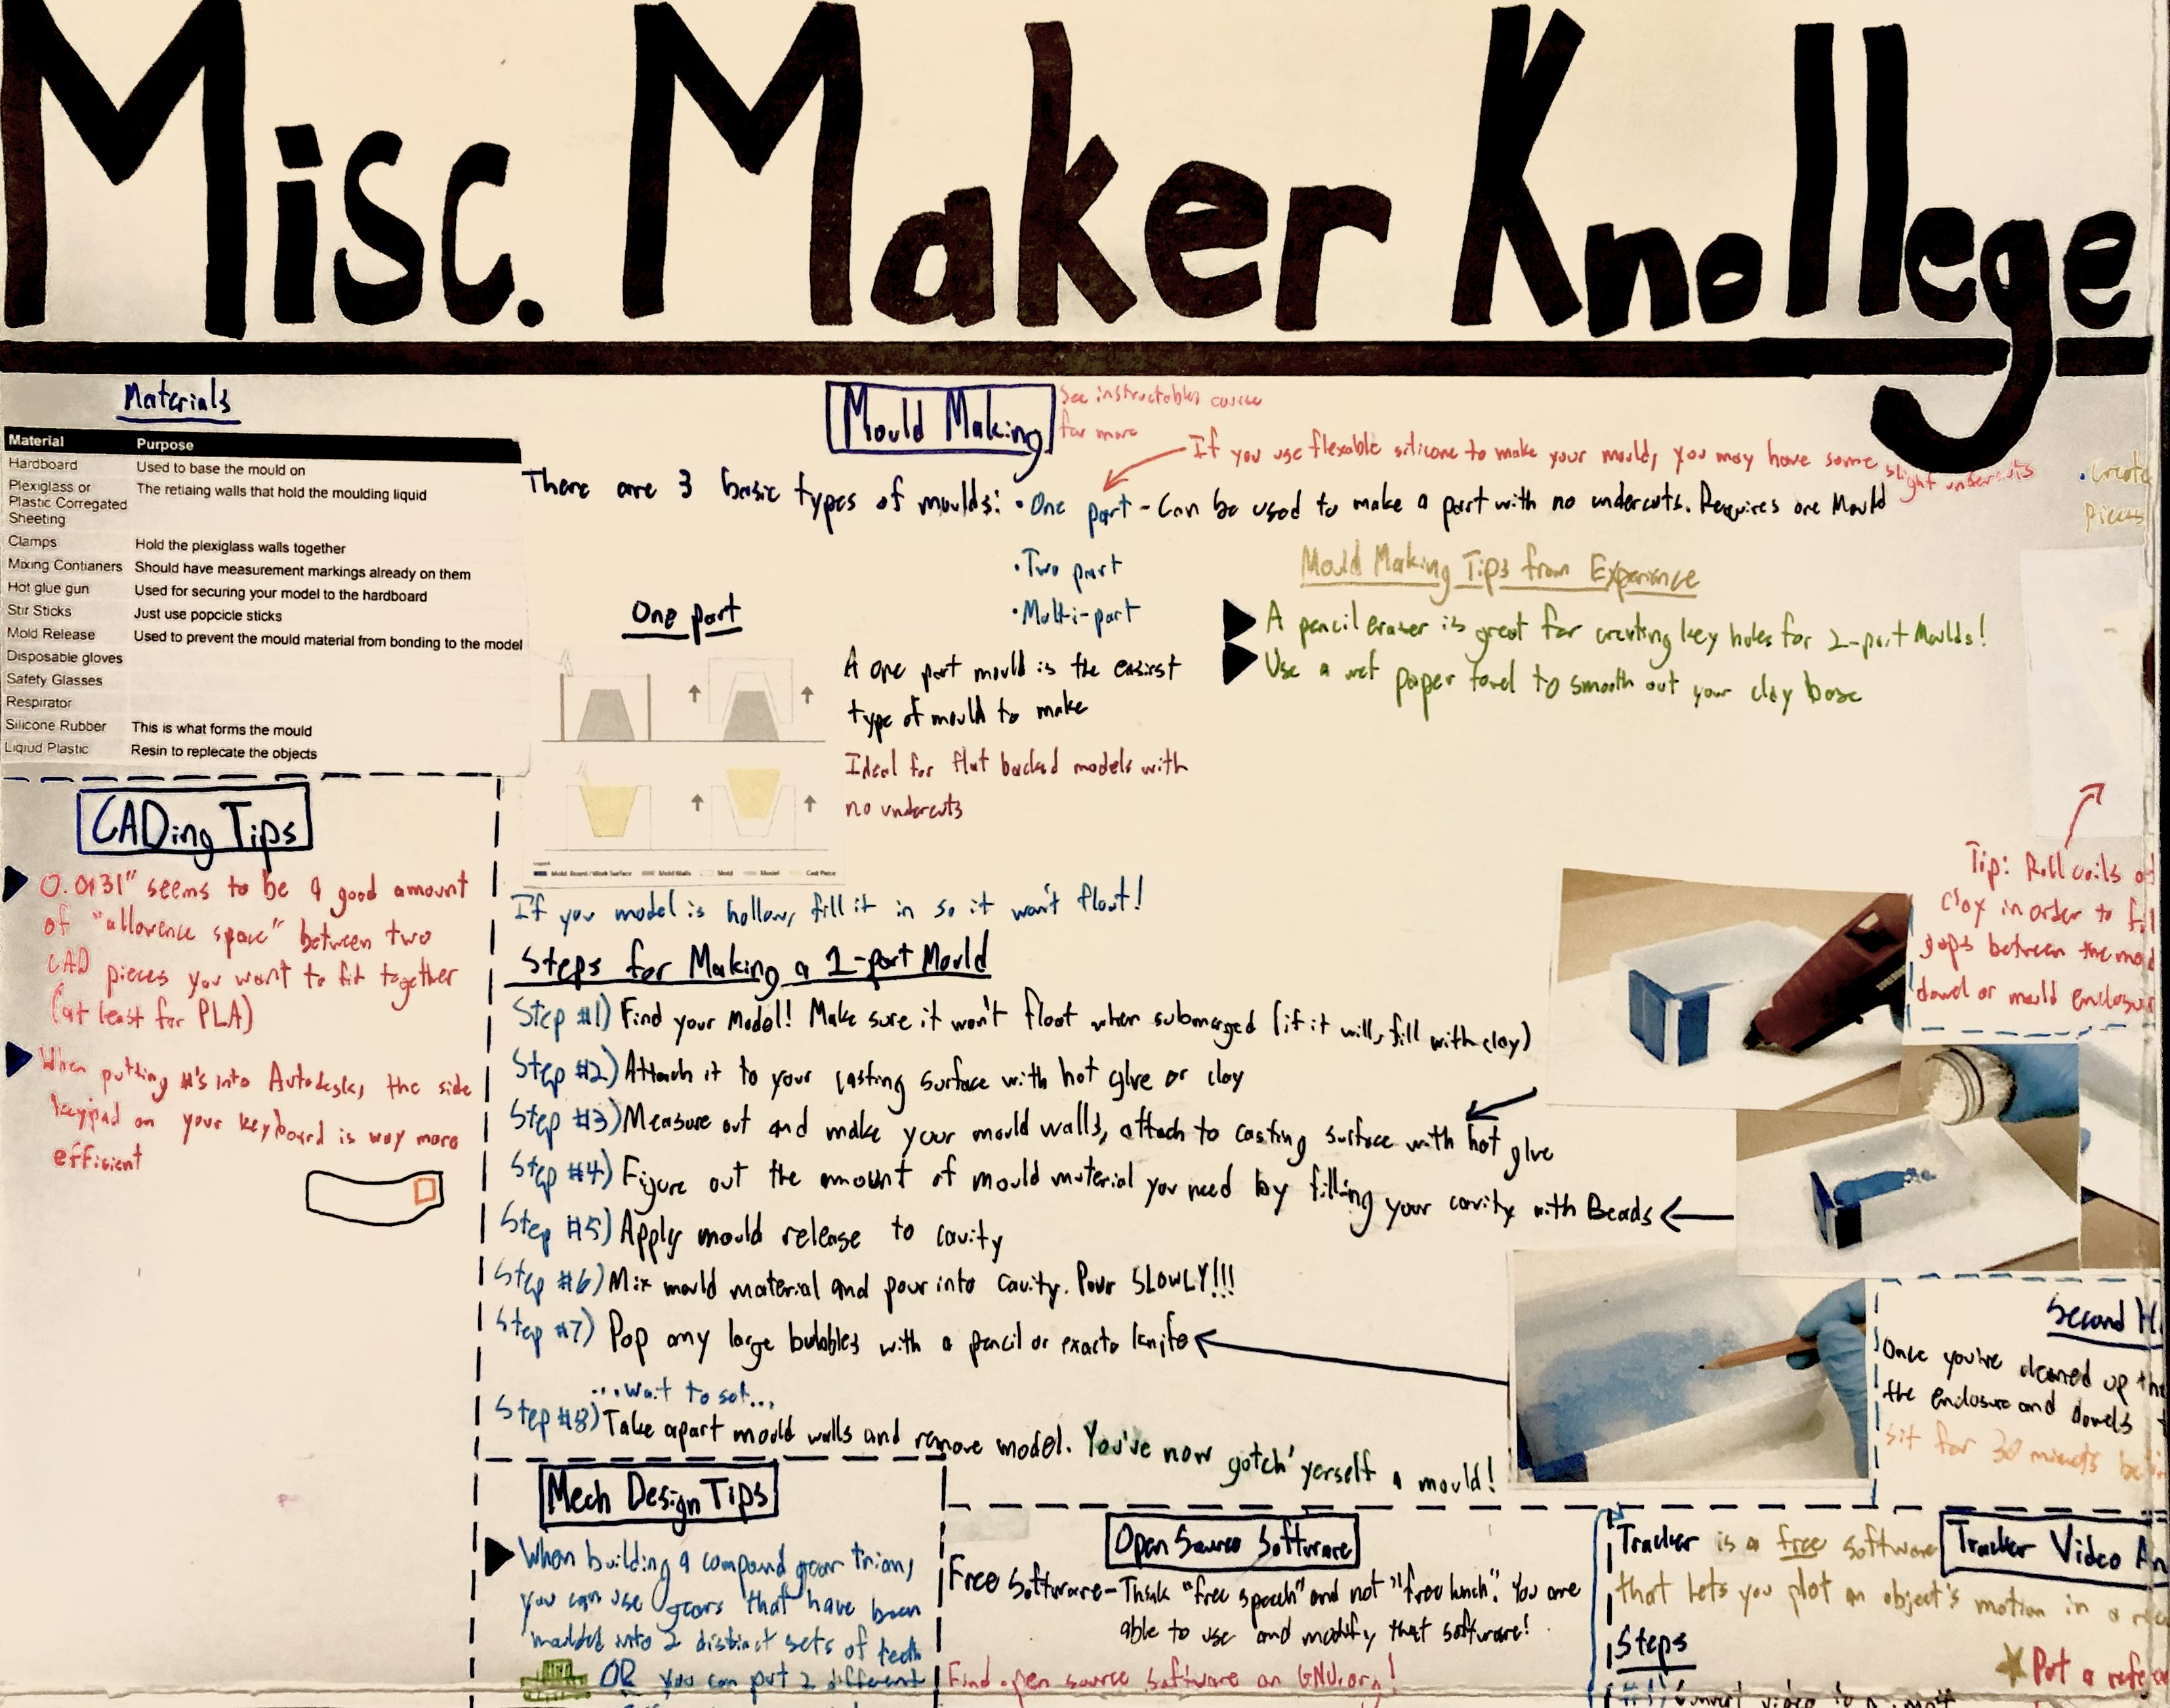 Misc. Maker Knollege
Materials
Material Purpose
Hardboard Used to base the mould on
Plexiglass or The retiaing walls that hold the moulding liquid
Plastic Corregated
Sheeting
Clamps Hold the plexiglass walls together
Mixing Contianers Should have measurement markings already on them
Hot glue gun Used for securing your model to the hardboard
Stir Sticks Just use popcicle sticks
Mold Release Used to prevent the mould material from bonding to the model
Disposable gloves
Safety Glasses
Respirator
Silicone Rubber This is what forms the mould
Liqiud Plastic Resin to replecate the objects
CADing Tips
0.0131" seems to be a good amount
of "allowence space" between two
CAD pieces you want to fit together
(at least for PLA)
When putting #'s into Autodesk, the side
keypad on your keyboard is way more
efficient
Mould Making
See instructables course
for more
If you use flexable silicone to make your mould, you may have some slight undercuts
There are 3 basic types of moulds: • One part - Can be used to make a part with no undercuts. Requires one Mould
• Two part
• Multi-part
One part
A one part mould is the easiest
type of mould to make
Ideal for flat backed models with
no undercuts
Mold Board / Work Surface Mold Walls Mold Model Cast Piece
Mould Making Tips from Experience
A pencil eraser is great for creating key holes for 2-part Moulds!
Use a wet paper towel to smooth out your clay base
• Create
pieces
If you model is hollow, fill it in so it won't float!
Steps for Making a 1-part Mould
Step #1) Find your Model! Make sure it won't float when submerged (if it will, fill with clay)
Step #2) Attach it to your casting surface with hot glue or clay
Step #3) Measure out and make your mould walls, attach to casting surface with hot glue
Step #4) Figure out the amount of mould material you need by filling your cavity with Beads
Step #5) Apply mould release to cavity
Step #6) Mix mould material and pour into cavity. Pour SLOWLY!!!
Step #7) Pop any large bubbles with a pencil or exacto knife
...wait to set...
Step #8) Take apart mould walls and remove model. You've now gotch' yerself a mould!
Tip: Roll coils
clay in order to
gaps between the
dowel or mould
Second
Once you've cleaned up
the enclosure and dowels
sit for 30 minuets
Mech Design Tips
When building a compound gear trian,
you can use gears that have been
molded into 2 distinct sets of teeth
OR you can put 2 different
Open Source Software
Free Software - Think "free speech" and not "free lunch". You are
able to use and modify that software!
Find open source software on GNU.org!
Tracker Video
Tracker is a free software
that lets you plot an object's motion in a
Steps
Put a
#1) Convert video to